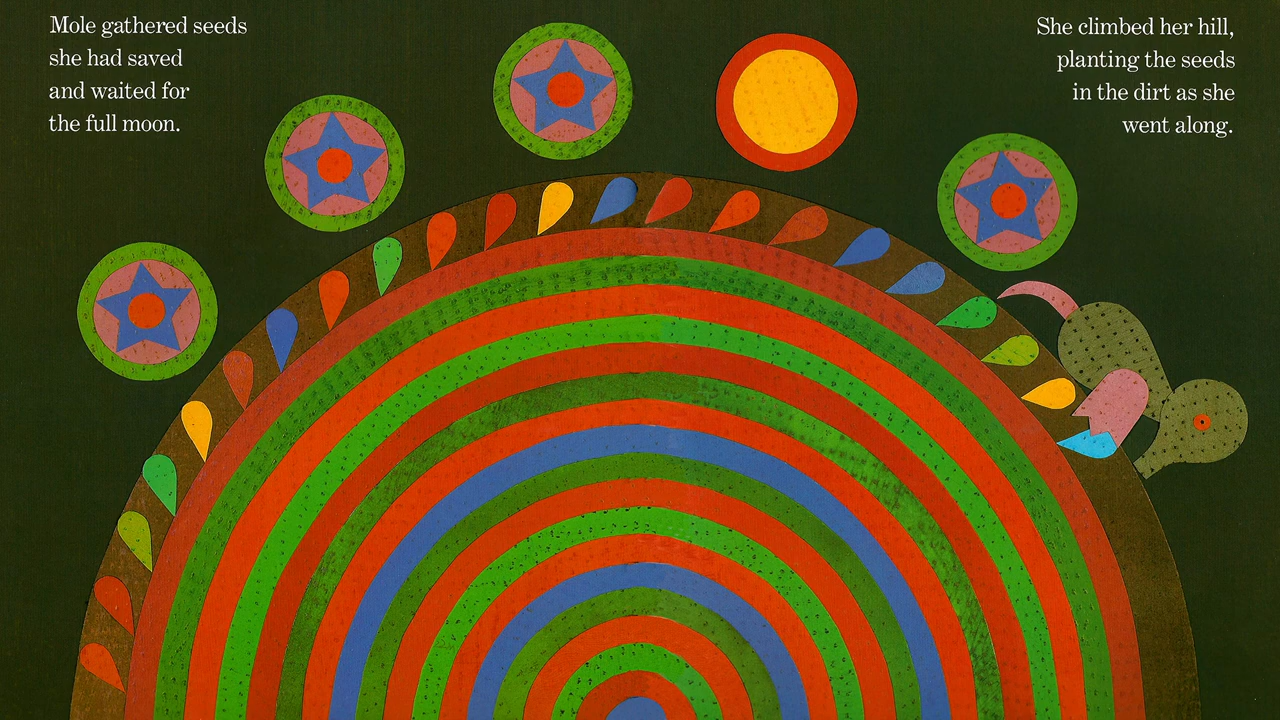 Mole gathered seeds
she had saved
and waited for
the full moon.
She climbed her hill,
planting the seeds
in the dirt as she
went along.